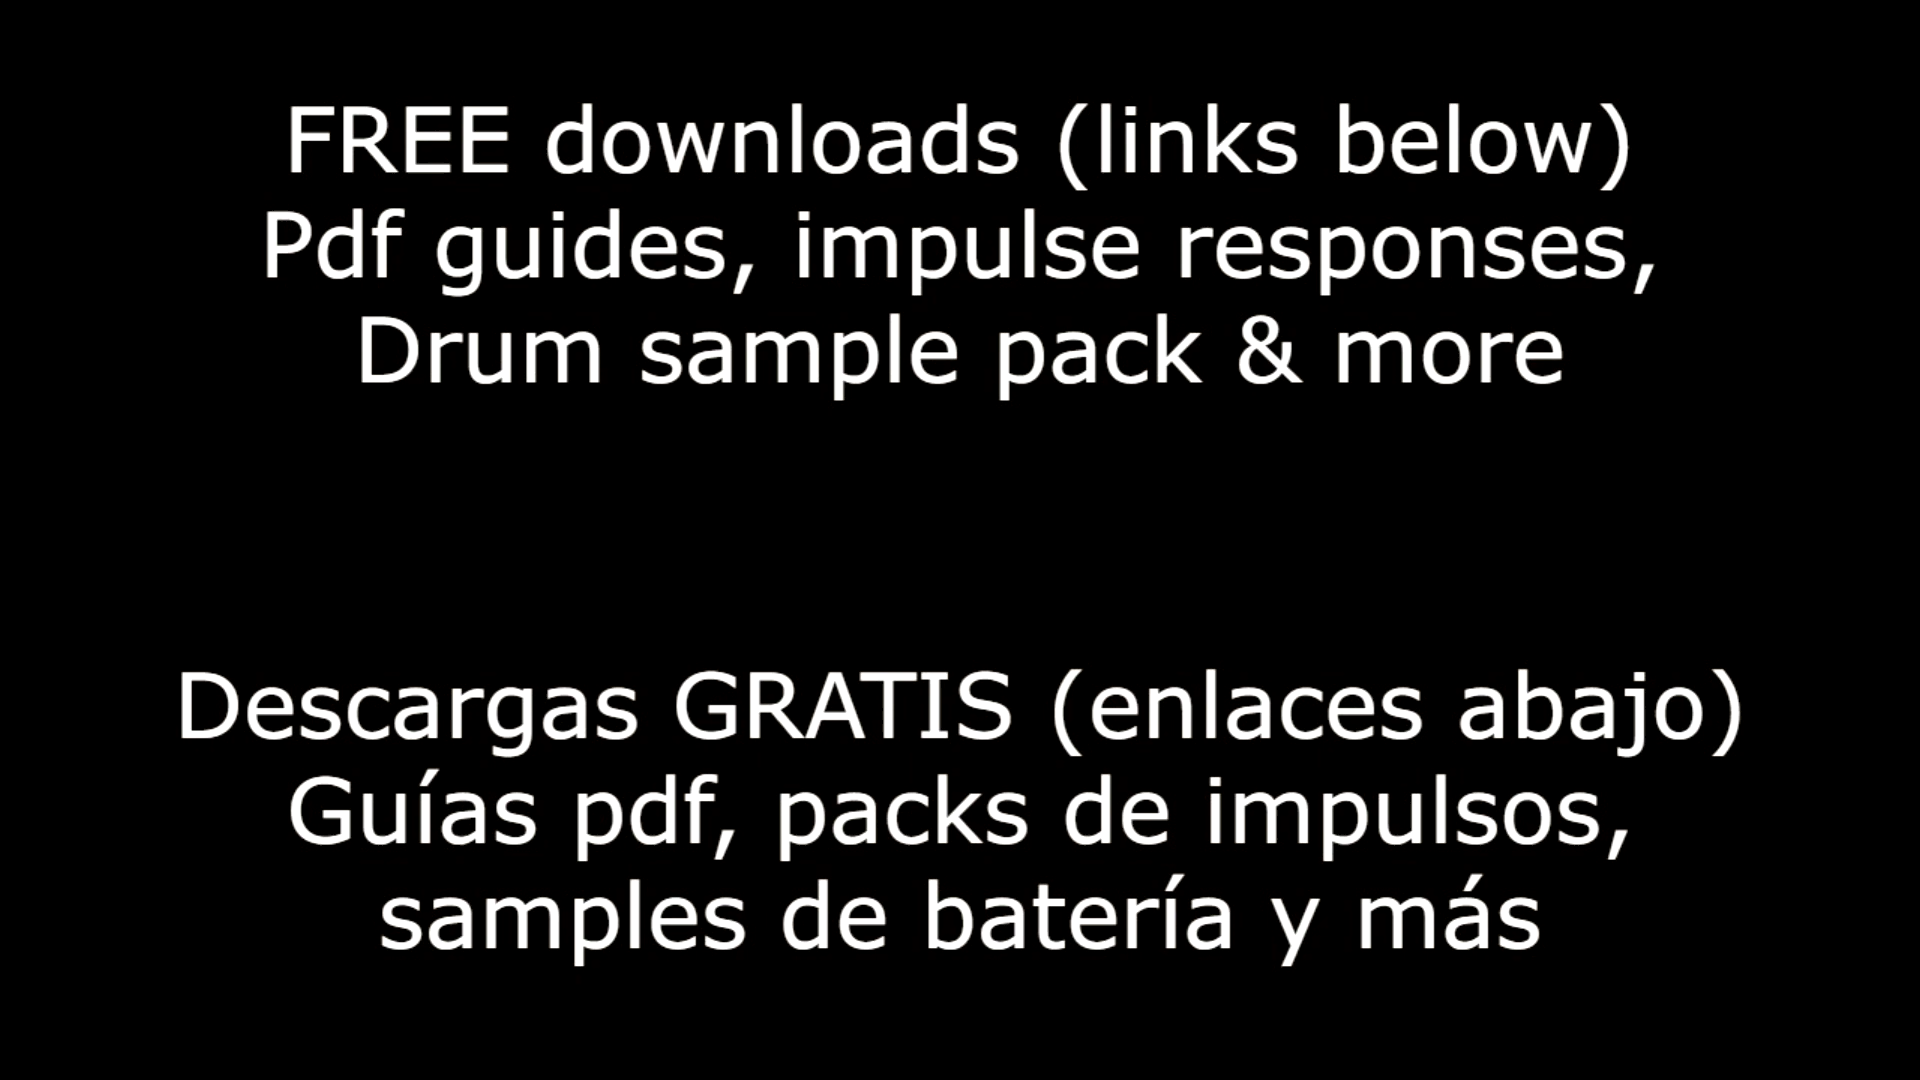 FREE downloads (links below)
Pdf guides, impulse responses,
Drum sample pack & more
Descargas GRATIS (enlaces abajo)
Guías pdf, packs de impulsos,
samples de batería y más